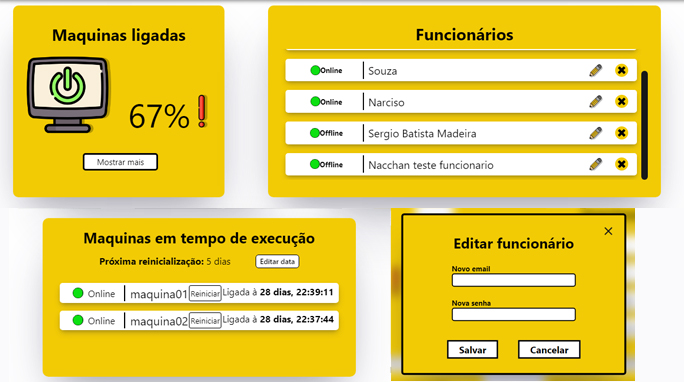 Maquinas ligadas
67%
Mostrar mais
Funcionários
Online Souza
Online Narciso
Offline Sergio Batista Madeira
Offline Nacchan teste funcionario
Maquinas em tempo de execução
Próxima reinicialização: 5 dias Editar data
Online maquina01 Reiniciar Ligada à 28 dias, 22:39:11
Online maquina02 Reiniciar Ligada à 28 dias, 22:37:44
Editar funcionário
Novo email
Nova senha
Salvar Cancelar